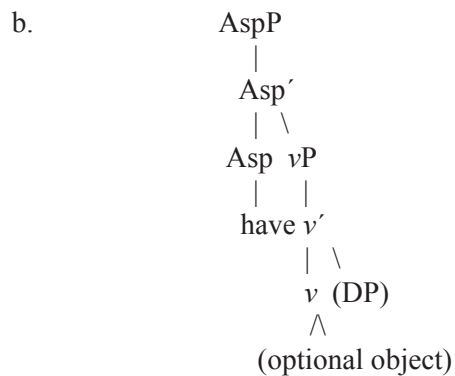 b. AspP
Asp´
Asp vP
have v´
v (DP)
(optional object)